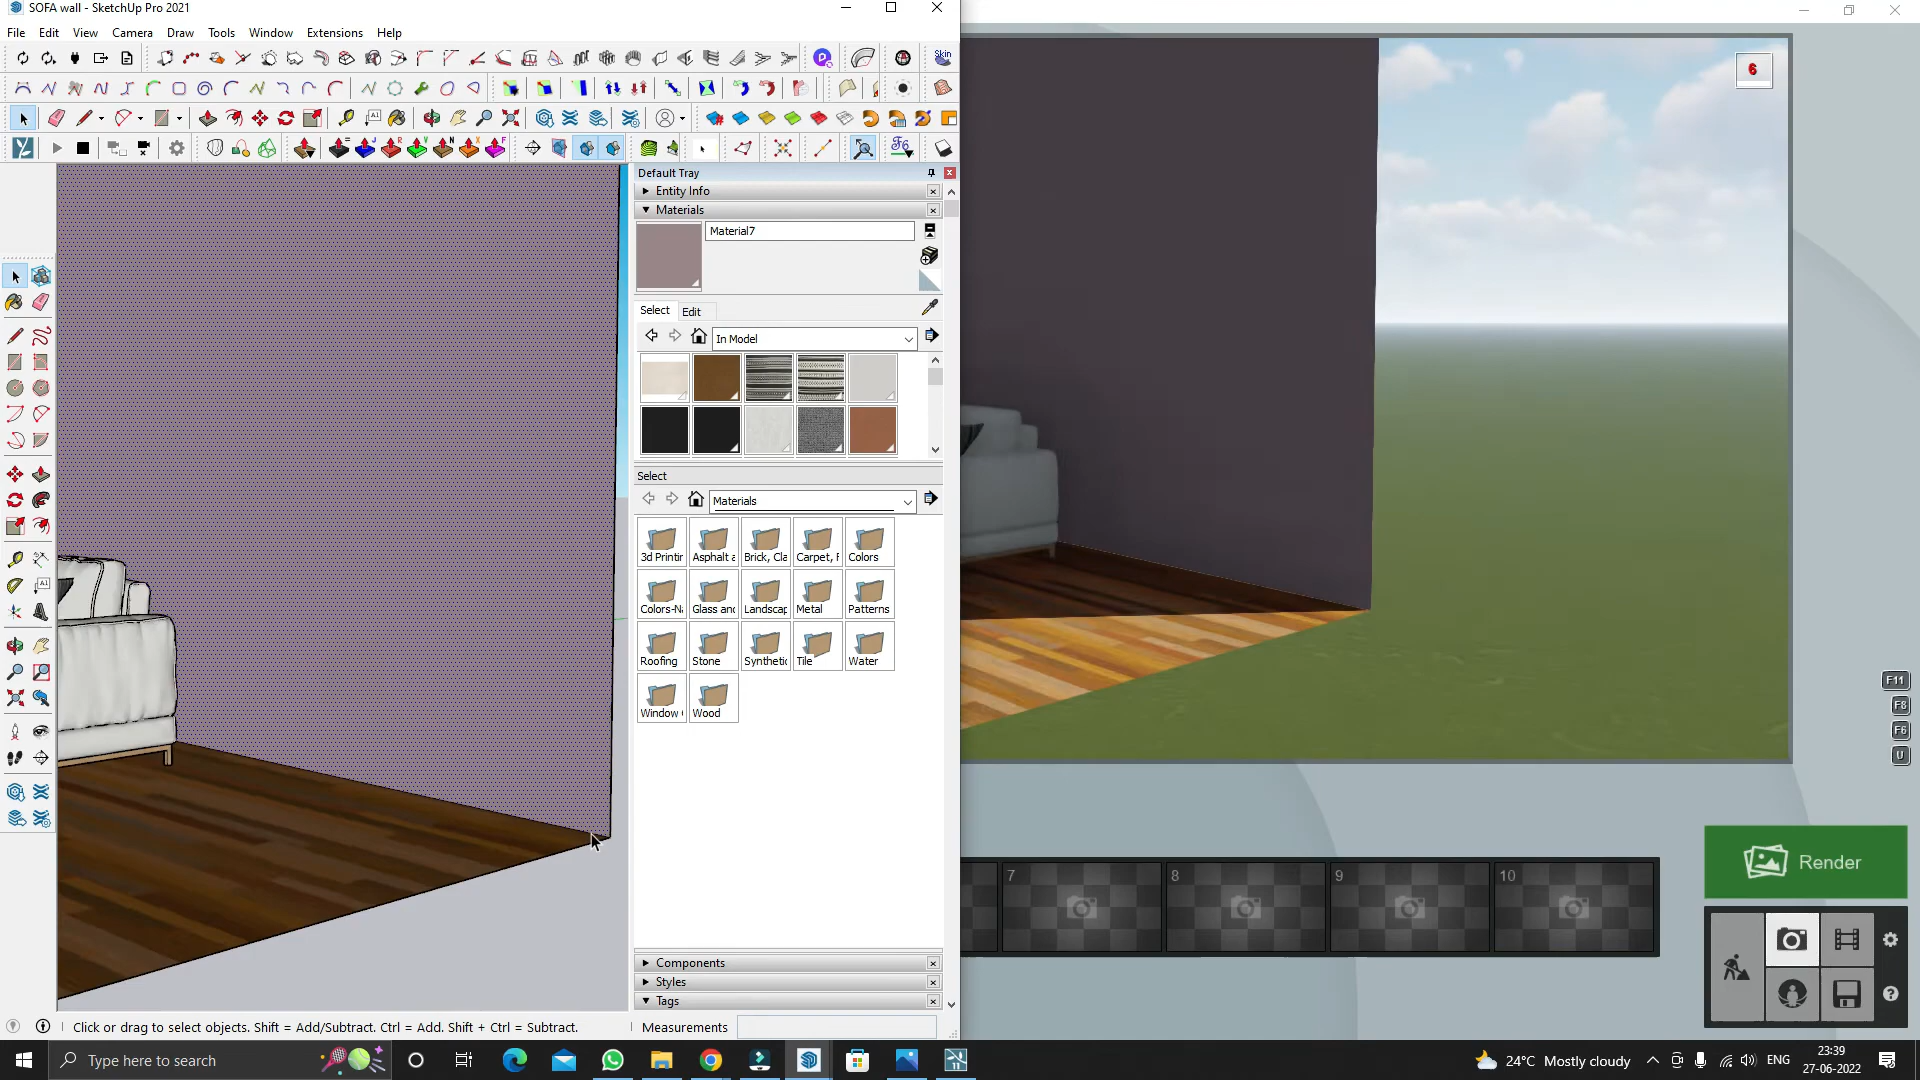 SOFA wall - SketchUp Pro 2021
File Edit View Camera Draw Tools Window Extensions Help
Skin
Default Tray
Entity Info
Materials
Material7
Select Edit
In Model
Select
Materials
3d Printin Asphalt a Brick, Cla Carpet, F Colors
Colors-Na Glass and Landscap Metal Patterns
Roofing Stone Synthetic Tile Water
Window Wood
Components
Styles
Tags
Click or drag to select objects. Shift = Add/Subtract. Ctrl = Add. Shift + Ctrl = Subtract.
Measurements
6
F11
F8
F6
U
7 8 9 10
Render
Type here to search
24°C Mostly cloudy
ENG
23:39
27-06-2022